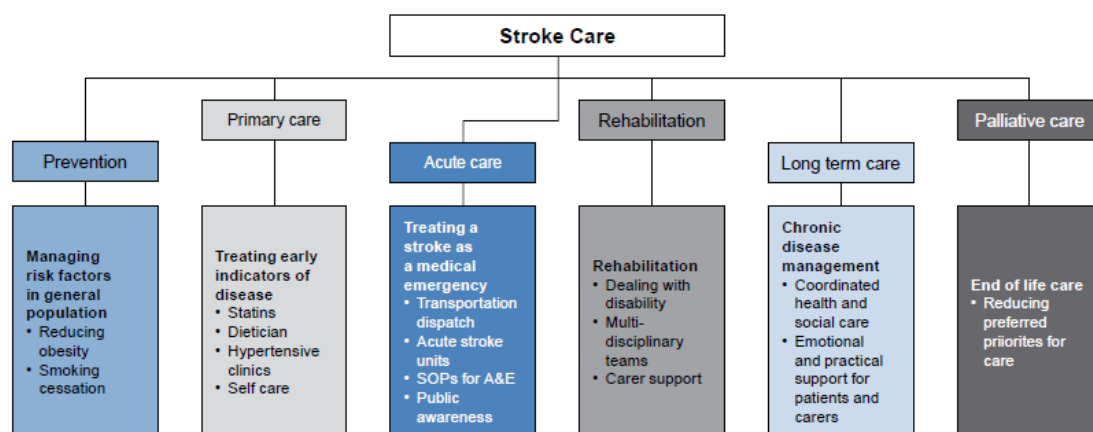 Stroke Care
Prevention
Primary care
Acute care
Rehabilitation
Long term care
Palliative care
Managing
risk factors
in general
population
• Reducing
obesity
• Smoking
cessation
Treating early
indicators of
disease
• Statins
• Dietician
• Hypertensive
clinics
• Self care
Treating a
stroke as
a medical
emergency
• Transportation
dispatch
• Acute stroke
units
• SOPs for A&E
• Public
awareness
Rehabilitation
• Dealing with
disability
• Multi-
disciplinary
teams
• Carer support
Chronic
disease
management
• Coordinated
health and
social care
• Emotional
and practical
support for
patients and
carers
End of life care
• Reducing
preferred
priiorites for
care